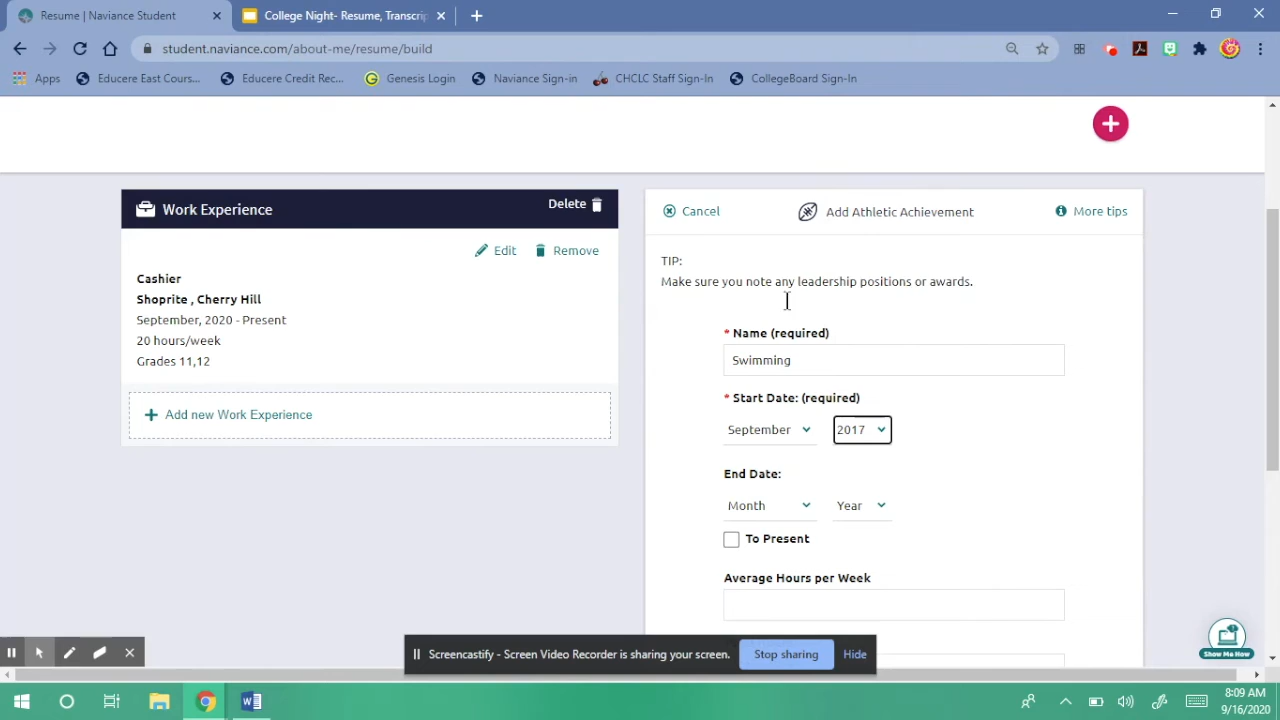 Resume | Naviance Student
College Night- Resume, Transcrip
student.naviance.com/about-me/resume/build
Apps
Educere East Cours...
Educere Credit Rec...
Genesis Login
Naviance Sign-in
CHCLC Staff Sign-In
CollegeBoard Sign-In
Work Experience
Delete
Edit
Remove
Cashier
Shoprite , Cherry Hill
September, 2020 - Present
20 hours/week
Grades 11,12
+ Add new Work Experience
Cancel
Add Athletic Achievement
More tips
TIP:
Make sure you note any leadership positions or awards.
* Name (required)
Swimming
* Start Date: (required)
September
2017
End Date:
Month
Year
To Present
Average Hours per Week
Show Me How
Screencastify - Screen Video Recorder is sharing your screen.
Stop sharing
Hide
8:09 AM
9/16/2020